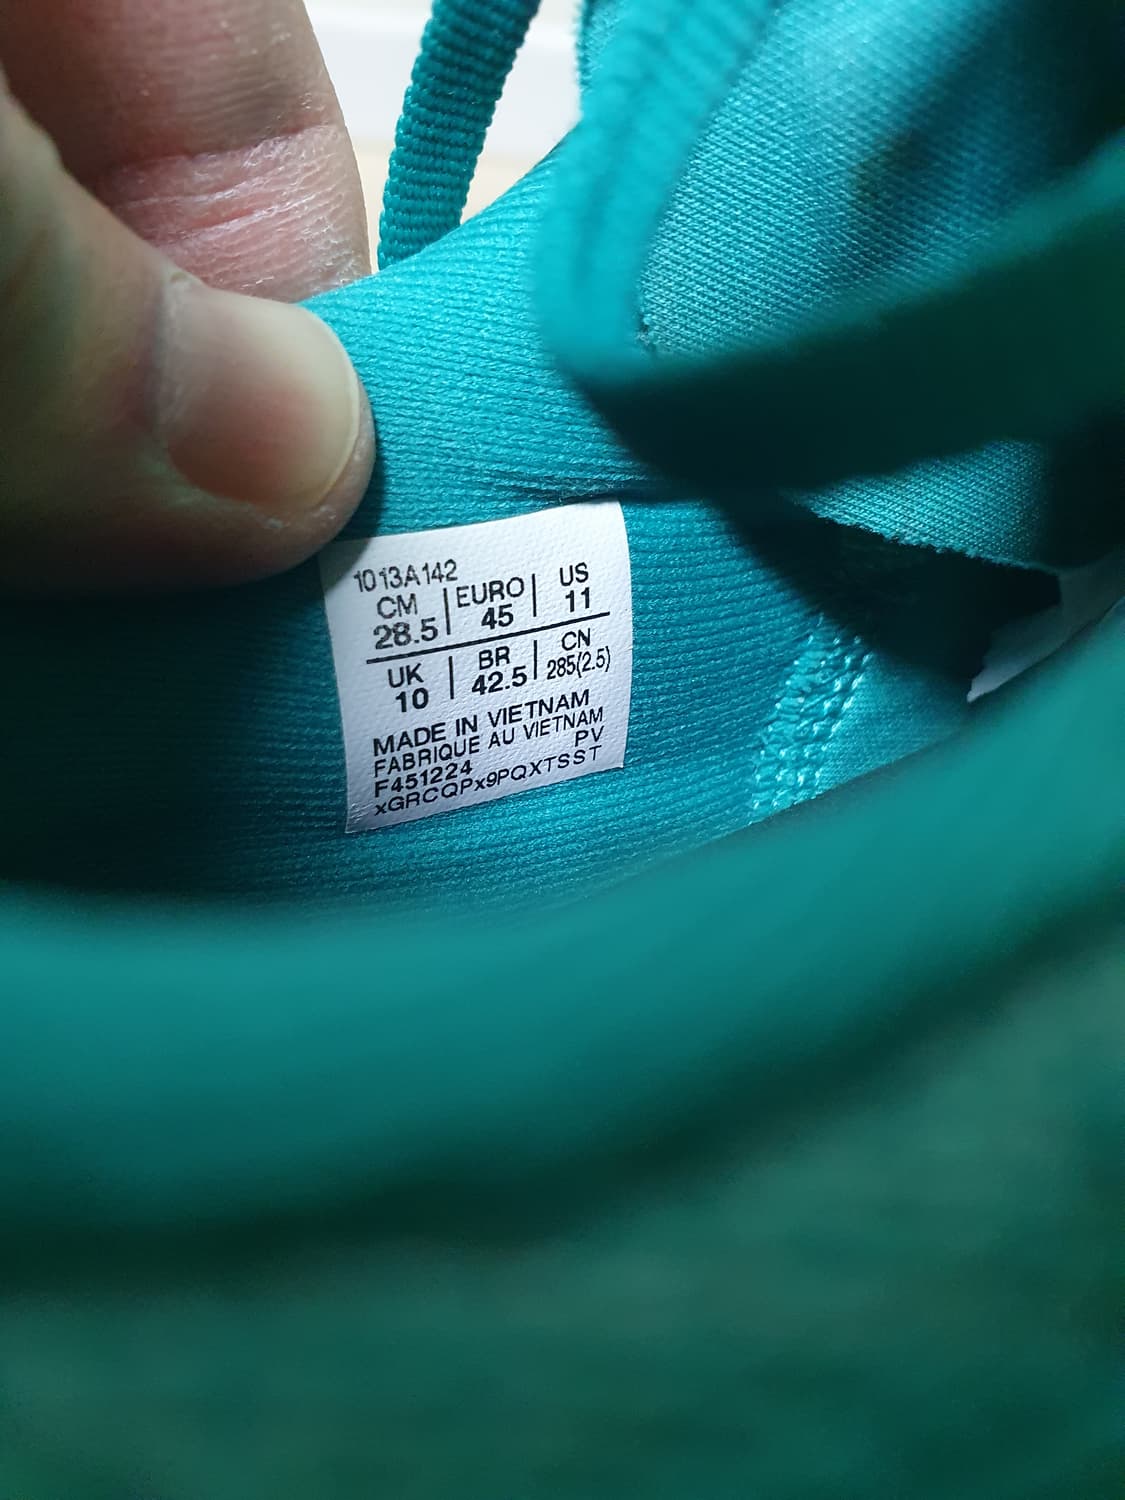 1013A142
CM EURO US
28.5 45 11
UK BR CN
10 42.5 285(2.5)
MADE IN VIETNAM
FABRIQUE AU VIETNAM
F451224 PV
xGRCQPx9PQXTSST